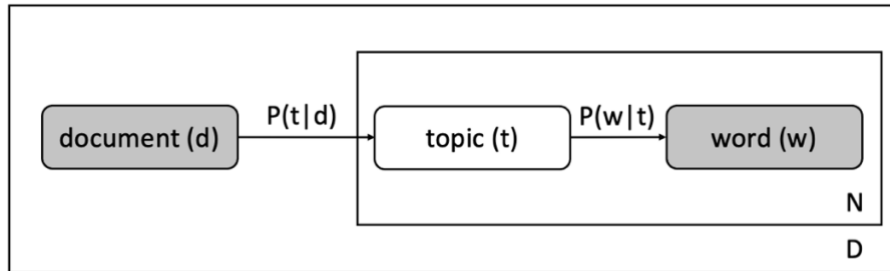 document (d)
P(t|d)
topic (t)
P(w|t)
word (w)
N
D